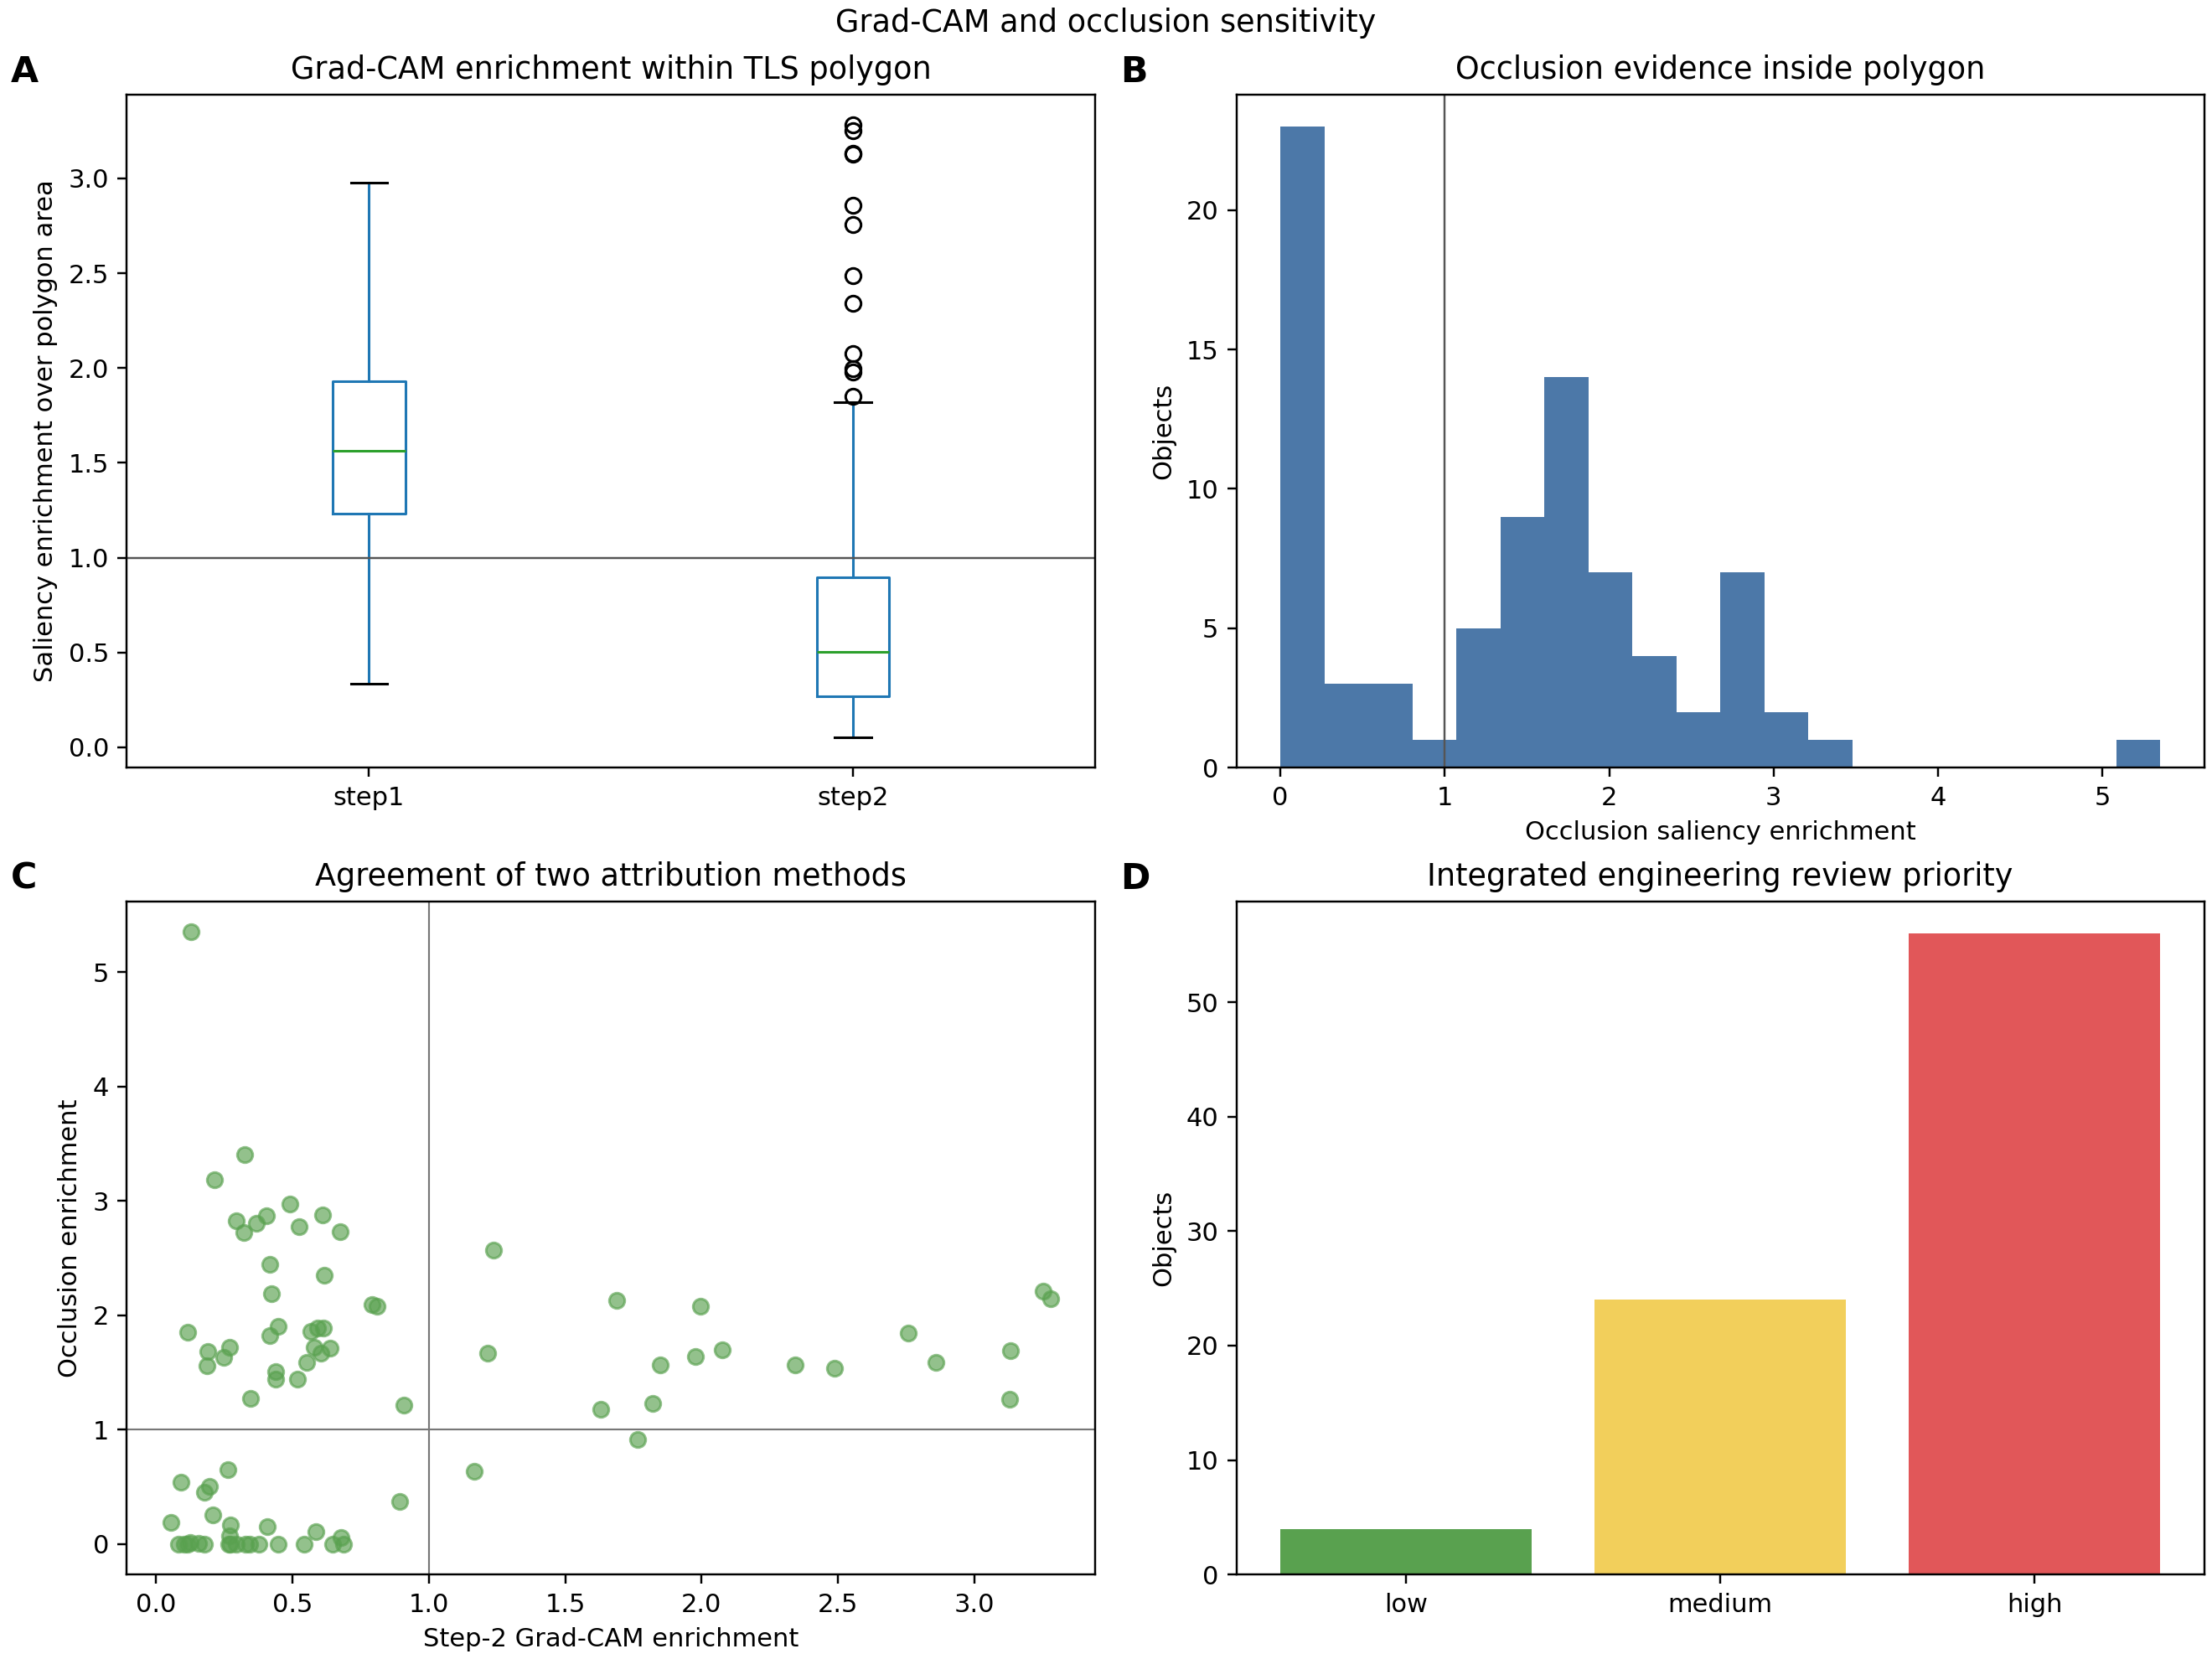 Grad-CAM and occlusion sensitivity
A
Grad-CAM enrichment within TLS polygon
Saliency enrichment over polygon area
3.0
2.5
2.0
1.5
1.0
0.5
0.0
step1 step2
B
Occlusion evidence inside polygon
Objects
20
15
10
5
0
0 1 2 3 4 5
Occlusion saliency enrichment
C
Agreement of two attribution methods
Occlusion enrichment
5
4
3
2
1
0
0.0 0.5 1.0 1.5 2.0 2.5 3.0
Step-2 Grad-CAM enrichment
D
Integrated engineering review priority
Objects
50
40
30
20
10
0
low medium high